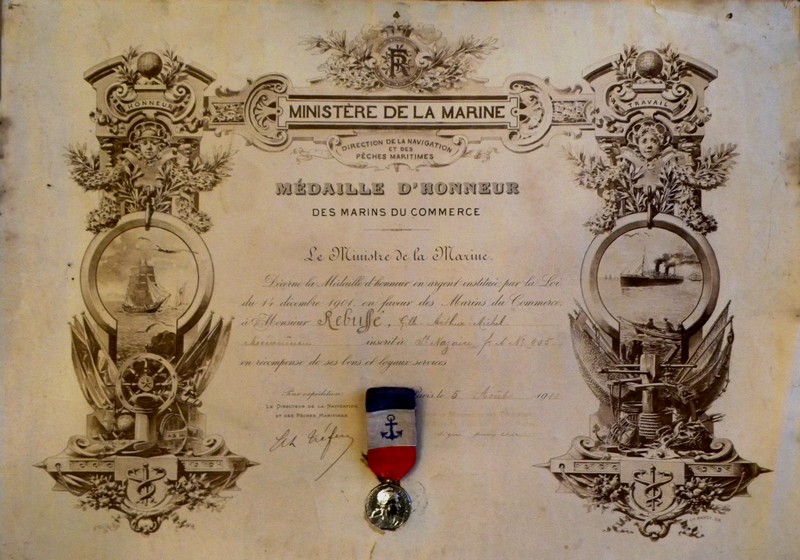 RF
HONNEUR
TRAVAIL
MINISTÈRE DE LA MARINE
DIRECTION DE LA NAVIGATION
ET DES
PÊCHES MARITIMES
MÉDAILLE D'HONNEUR
DES MARINS DU COMMERCE
Le Ministre de la Marine
Décerne la Médaille d'honneur en argent instituée par la Loi
du 14 décembre 1901, en faveur des Marins du Commerce,
à Monsieur Rebuffé, Arthur Michel
inscrit à St Nazaire, N°
en récompense de ses bons et loyaux services
Pour expédition
Paris, le 5 Août
LE DIRECTEUR DE LA NAVIGATION
ET DES PÊCHES MARITIMES